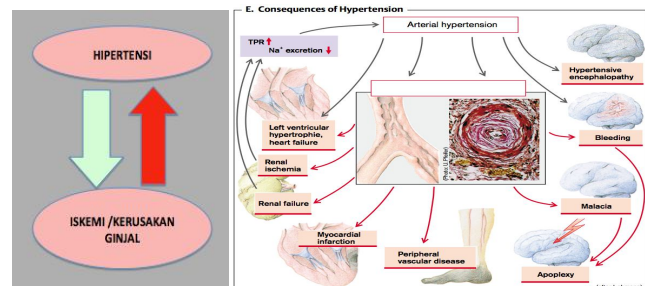 HIPERTENSI
ISKEMI /KERUSAKAN
GINJAL
E. Consequences of Hypertension
Arterial hypertension
TPR
Na+ excretion
Hypertensive
encephalopathy
Left ventricular
hypertrophie,
heart failure
Bleeding
Renal
ischemia
Renal failure
Malacia
Myocardial
infarction
Peripheral
vascular disease
Apoplexy